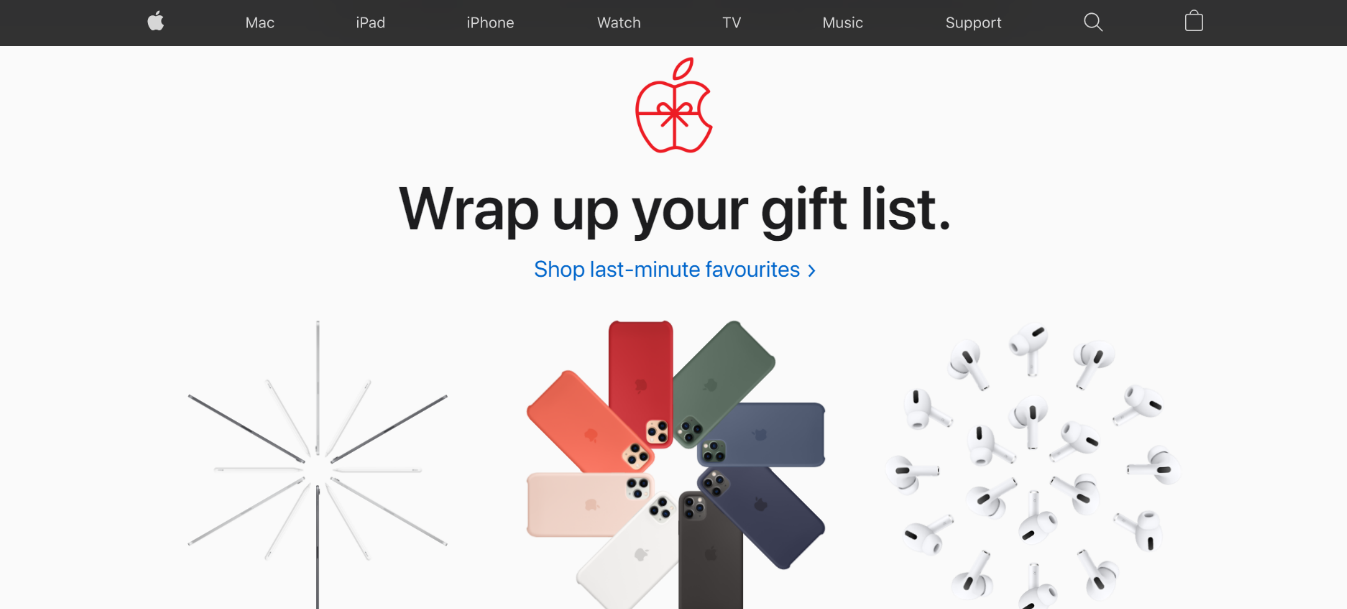 Mac iPad iPhone Watch TV Music Support
Wrap up your gift list.
Shop last-minute favourites >